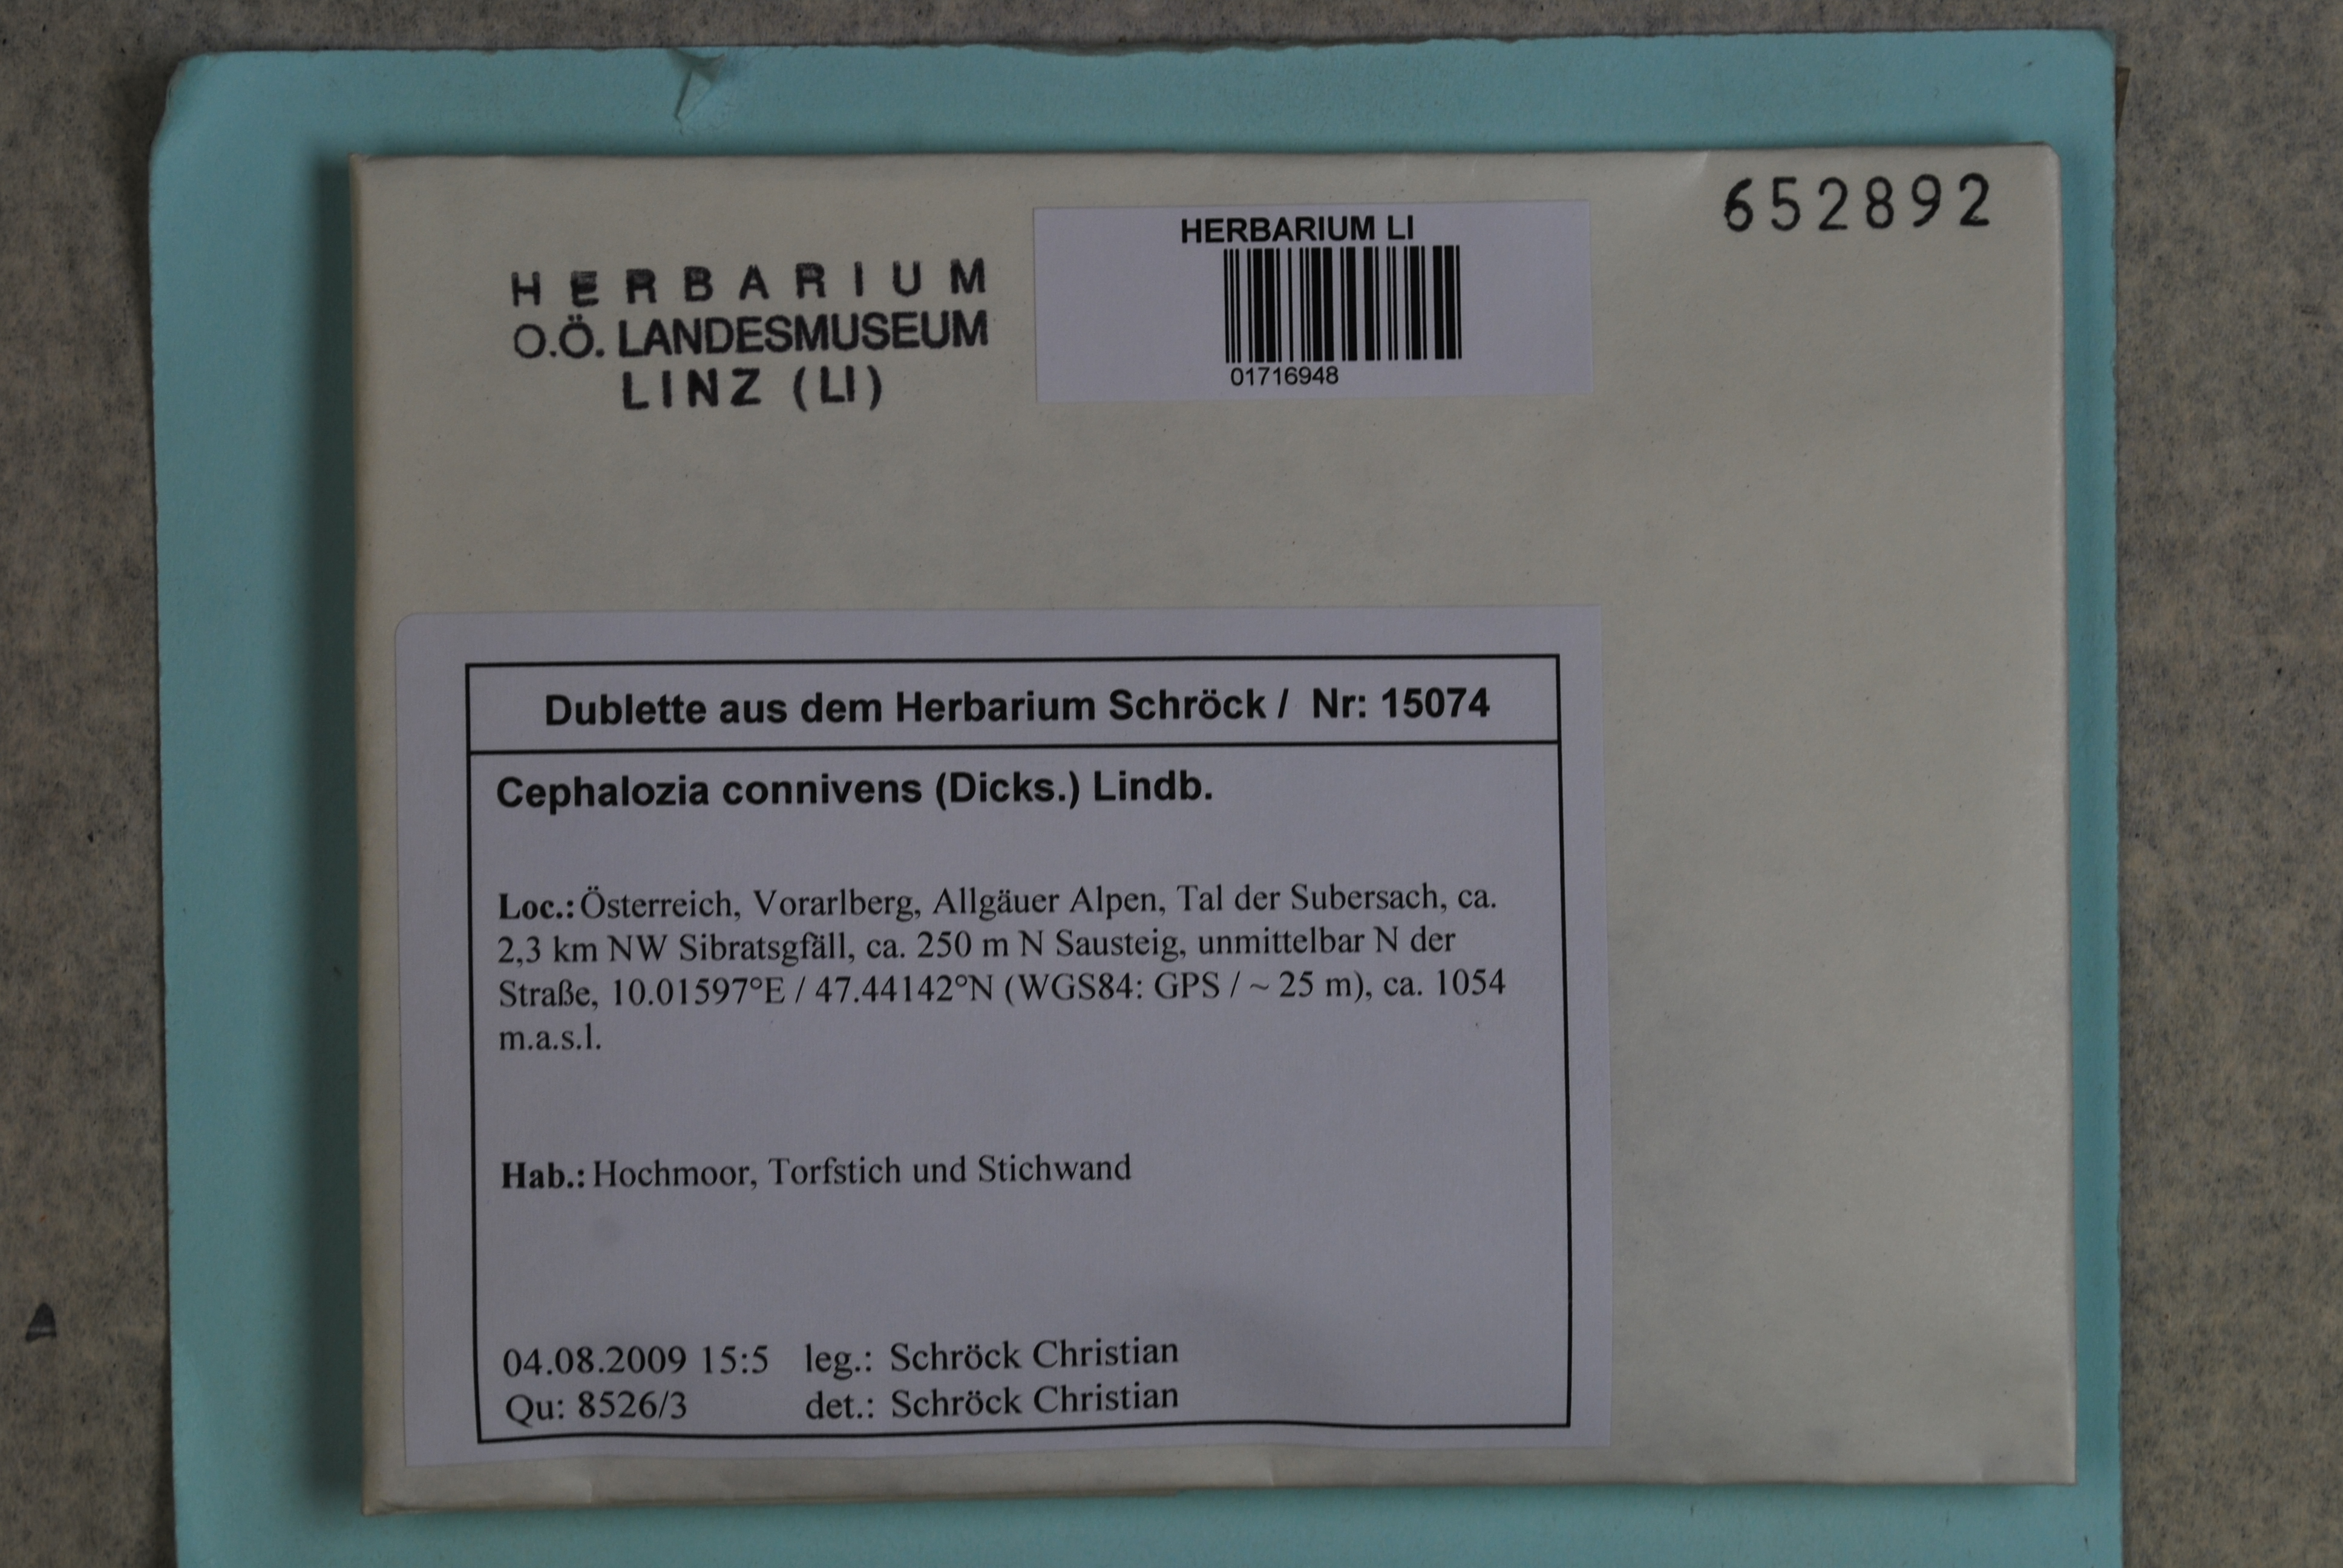 652892
HERBARIUM LI
01716948
HERBARIUM
O.Ö. LANDESMUSEUM
LINZ (LI)
Dublette aus dem Herbarium Schröck / Nr: 15074
Cephalozia connivens (Dicks.) Lindb.
Loc.: Österreich, Vorarlberg, Allgäuer Alpen, Tal der Subersach, ca.
2,3 km NW Sibratsgfäll, ca. 250 m N Sausteig, unmittelbar N der
Straße, 10.01597°E / 47.44142°N (WGS84: GPS / ~ 25 m), ca. 1054
m.a.s.l.
Hab.: Hochmoor, Torfstich und Stichwand
04.08.2009 15:5 leg.: Schröck Christian
Qu: 8526/3 det.: Schröck Christian